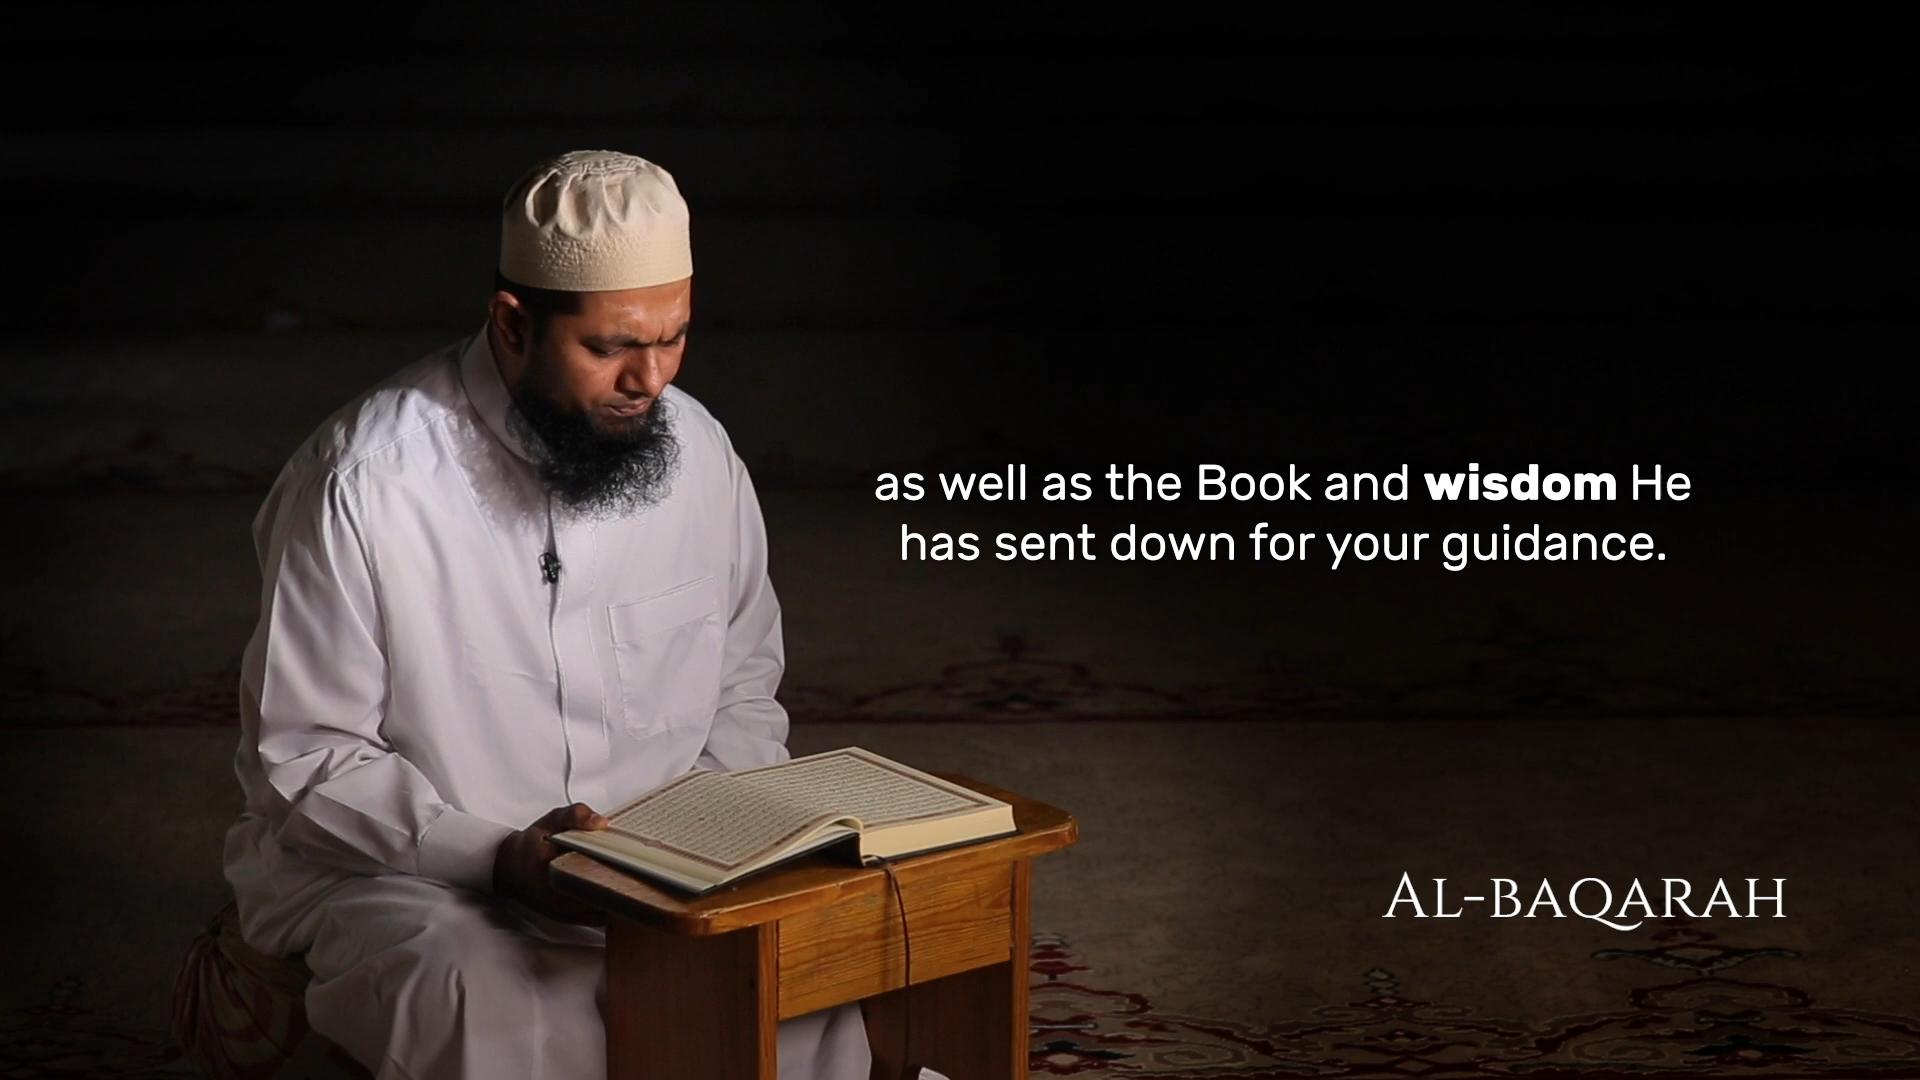 as well as the Book and wisdom He
has sent down for your guidance.
AL-BAQARAH